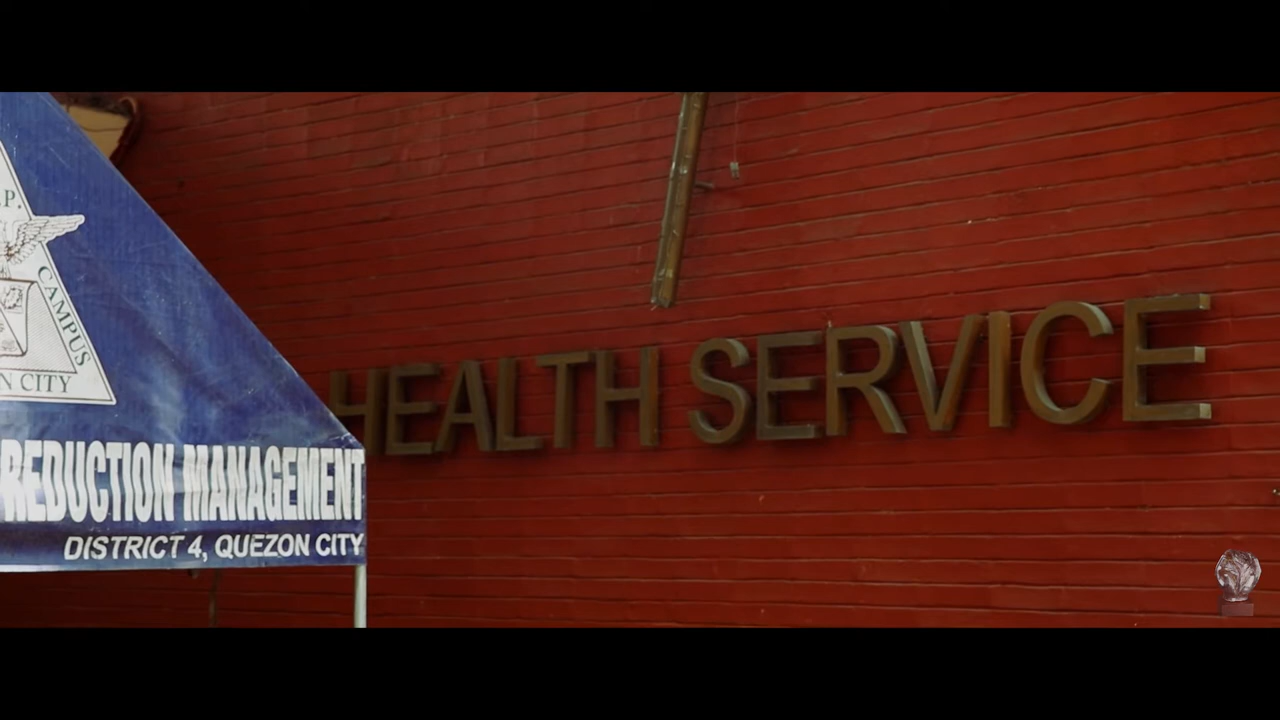 .P.
CAMPUS
N CITY
REDUCTION MANAGEMENT
DISTRICT 4, QUEZON CITY
HEALTH SERVICE